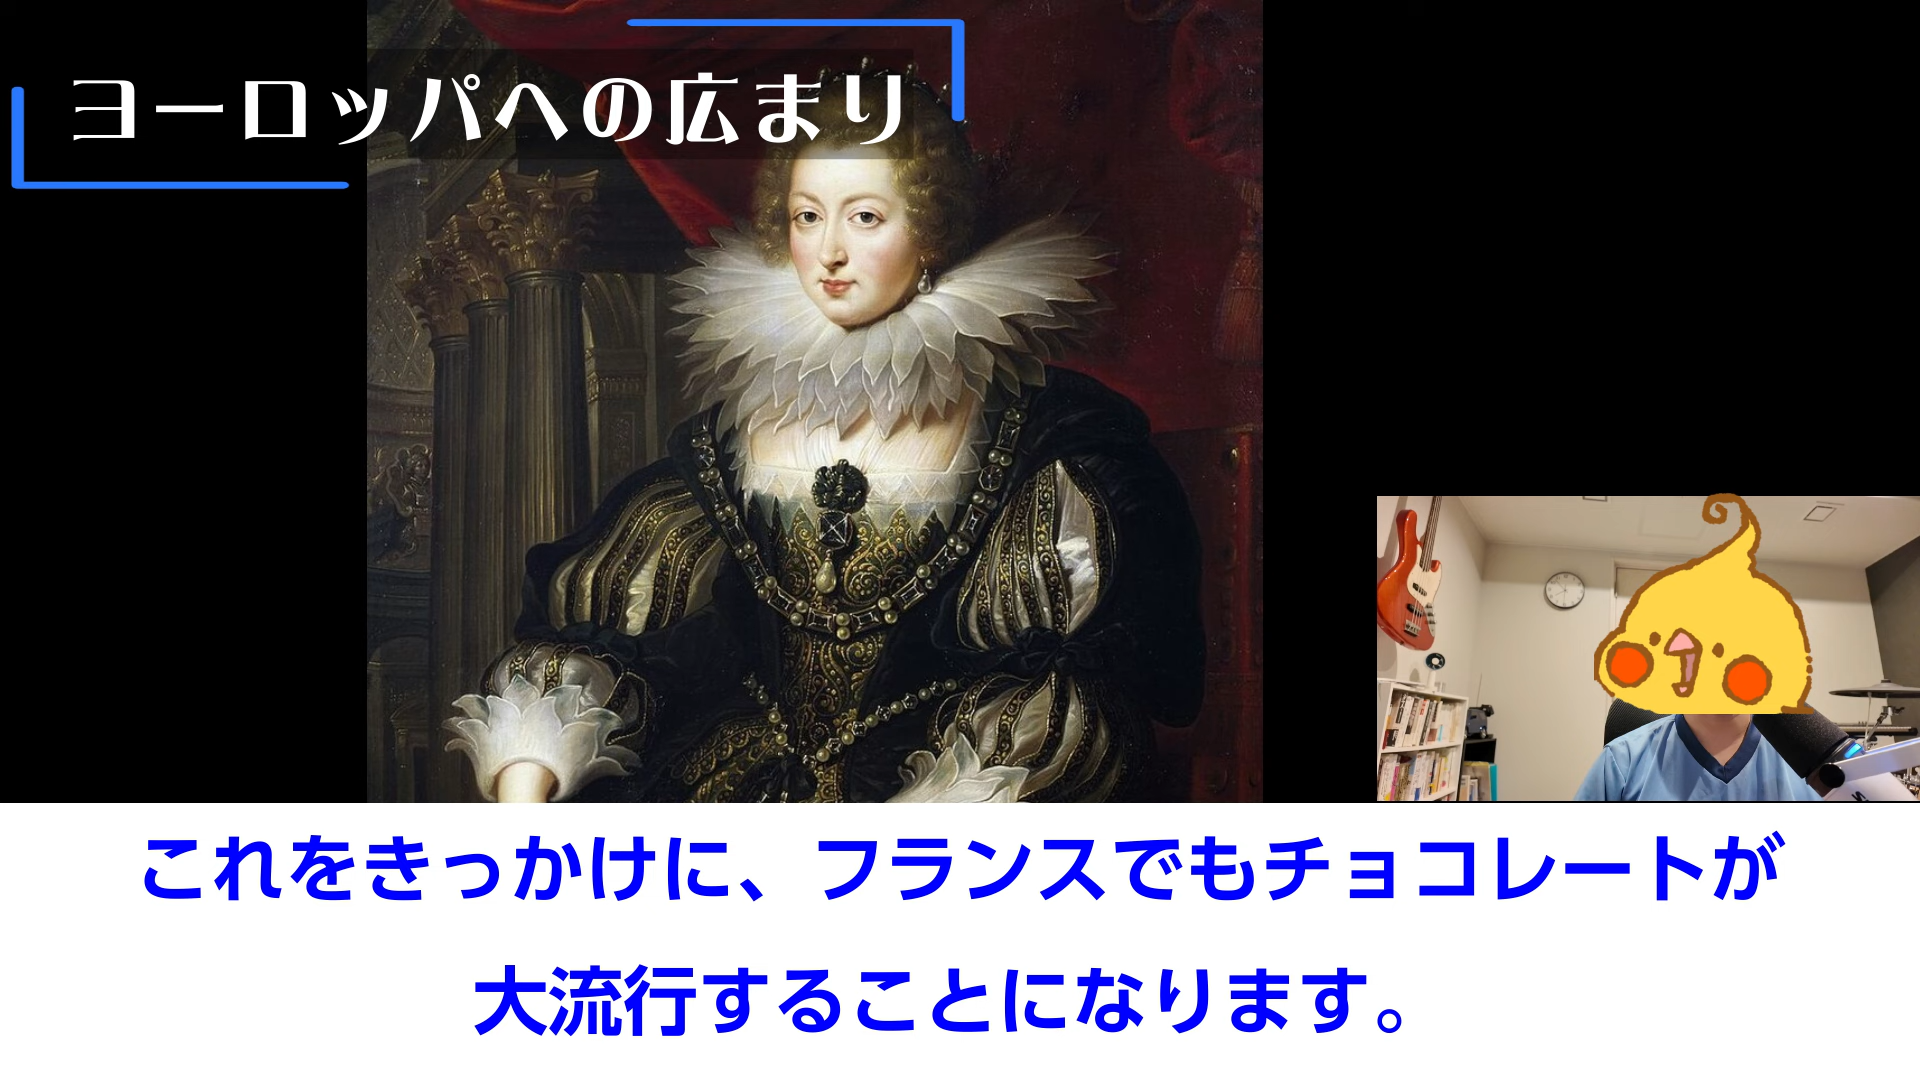 ヨーロッパへの広まり
これをきっかけに、フランスでもチョコレートが
大流行することになります。